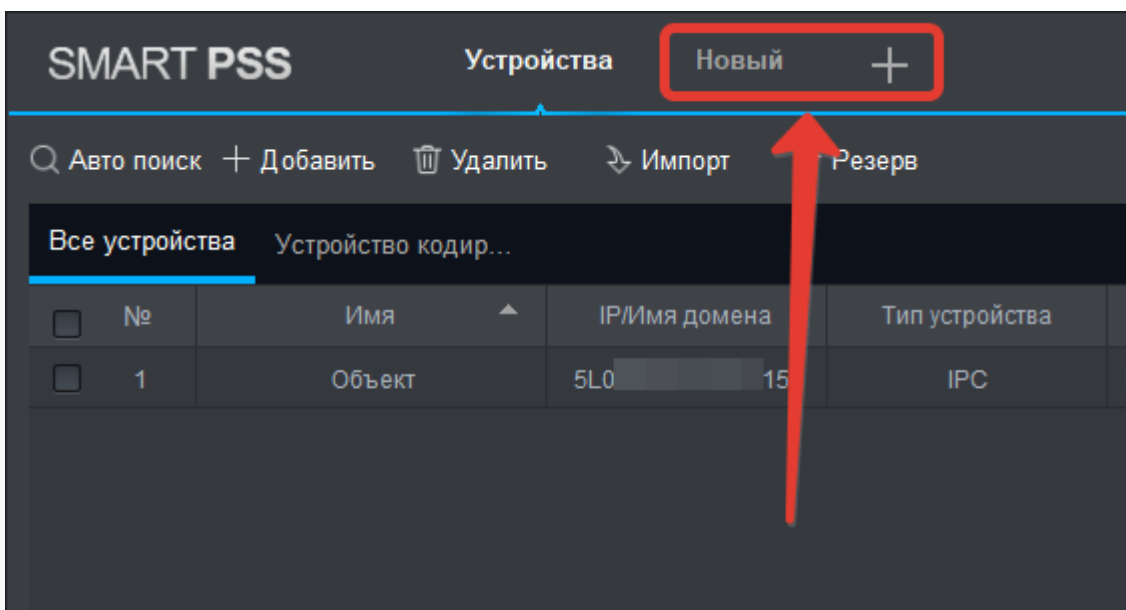 SMART PSS Устройства Новый +
Авто поиск + Добавить Удалить Импорт Резерв
Все устройства Устройство кодир...
№ Имя IP/Имя домена Тип устройства
1 Объект 5L0 15 IPC